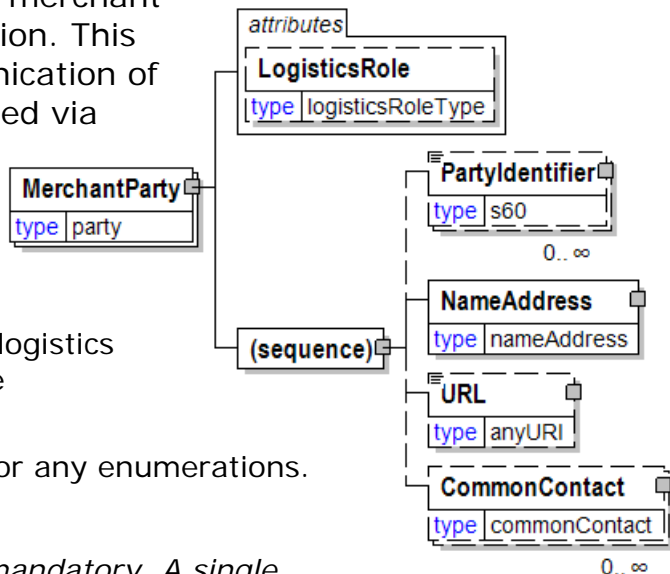 merchant
attributes
ion. This
LogisticsRole
nication of
type logisticsRoleType
ed via
PartyIdentifier
MerchantParty
type s60
type party
0.. ∞
NameAddress
logistics
(sequence)
type nameAddress
e
URL
type anyURI
or any enumerations.
CommonContact
type commonContact
mandatory. A single
0.. ∞